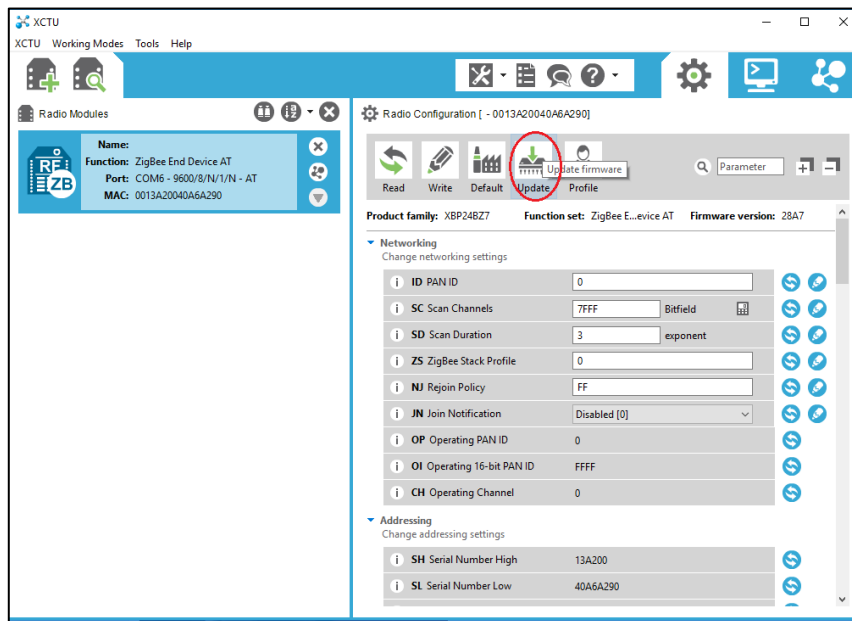 XCTU
XCTU Working Modes Tools Help
Radio Modules
Name:
Function: ZigBee End Device AT
Port: COM6 - 9600/8/N/1/N - AT
MAC: 0013A20040A6A290
RF
ZB
Radio Configuration [ - 0013A20040A6A290]
Read Write Default Update Profile
Update firmware
Parameter
Product family: XBP24BZ7 Function set: ZigBee E...evice AT Firmware version: 28A7
Networking
Change networking settings
i ID PAN ID 0
i SC Scan Channels 7FFF Bitfield
i SD Scan Duration 3 exponent
i ZS ZigBee Stack Profile 0
i NJ Rejoin Policy FF
i JN Join Notification Disabled [0]
i OP Operating PAN ID 0
i OI Operating 16-bit PAN ID FFFF
i CH Operating Channel 0
Addressing
Change addressing settings
i SH Serial Number High 13A200
i SL Serial Number Low 40A6A290